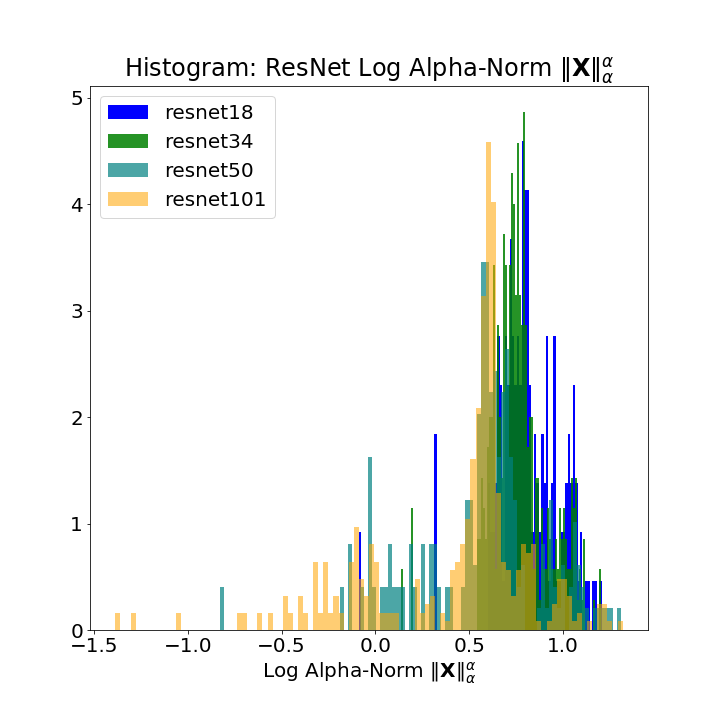 Histogram: ResNet Log Alpha-Norm ‖𝐗‖αα
resnet18
resnet34
resnet50
resnet101
5
4
3
2
1
0
−1.5 −1.0 −0.5 0.0 0.5 1.0
Log Alpha-Norm ‖𝐗‖αα